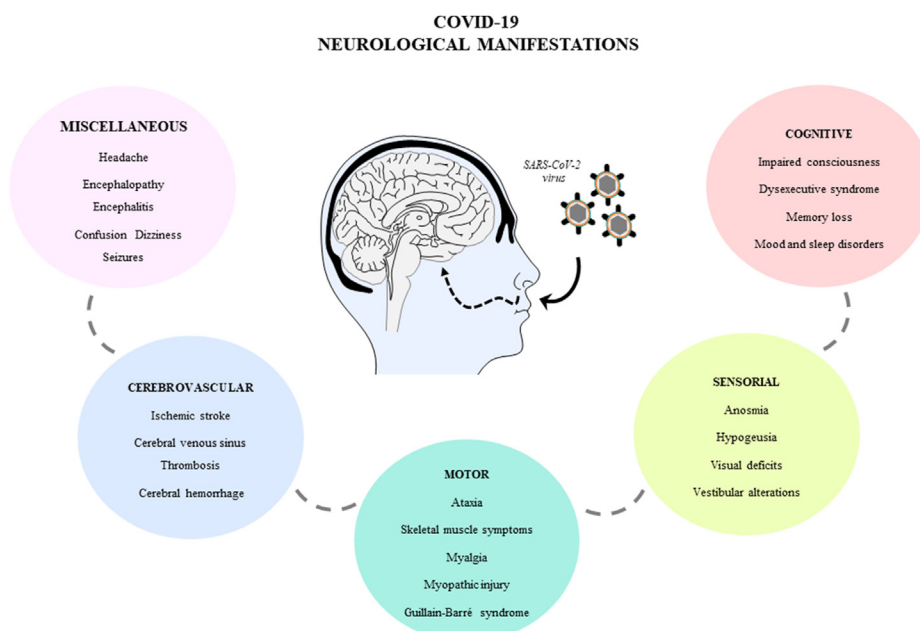 COVID-19
NEUROLOGICAL MANIFESTATIONS
MISCELLANEOUS
Headache
Encephalopathy
Encephalitis
Confusion Dizziness
Seizures
SARS-CoV-2
virus
COGNITIVE
Impaired consciousness
Dysexecutive syndrome
Memory loss
Mood and sleep disorders
CEREBROVASCULAR
Ischemic stroke
Cerebral venous sinus
Thrombosis
Cerebral hemorrhage
MOTOR
Ataxia
Skeletal muscle symptoms
Myalgia
Myopathic injury
Guillain-Barré syndrome
SENSORIAL
Anosmia
Hypogeusia
Visual deficits
Vestibular alterations